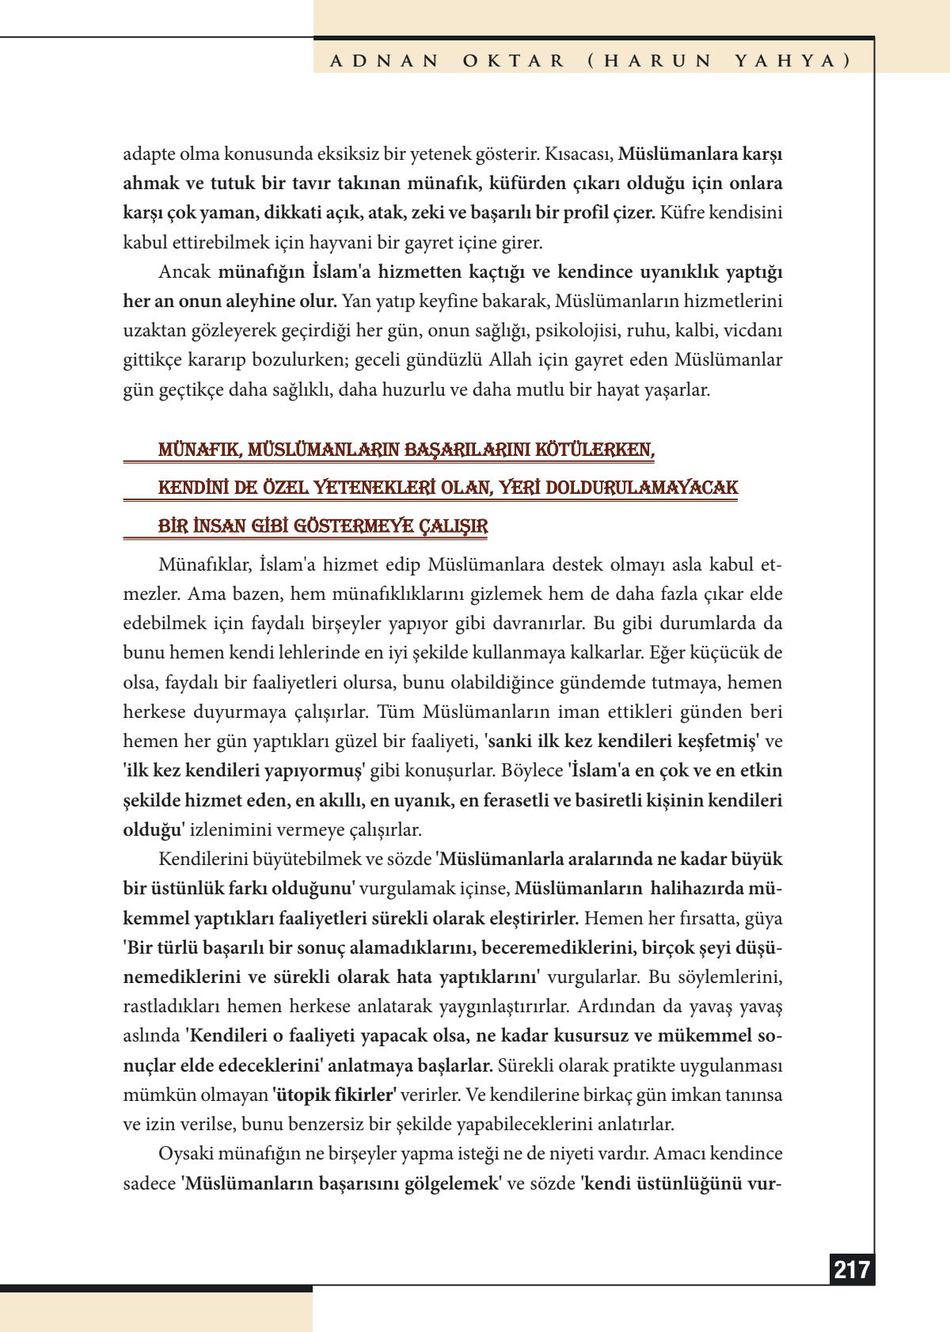 ADNAN OKTAR (HARUN YAHYA)
adapte olma konusunda eksiksiz bir yetenek gösterir. Kısacası, Müslümanlara karşı
ahmak ve tutuk bir tavır takınan münafık, küfürden çıkarı olduğu için onlara
karşı çok yaman, dikkati açık, atak, zeki ve başarılı bir profil çizer. Küfre kendisini
kabul ettirebilmek için hayvani bir gayret içine girer.
Ancak münafığın İslam'a hizmetten kaçtığı ve kendince uyanıklık yaptığı
her an onun aleyhine olur. Yan yatıp keyfine bakarak, Müslümanların hizmetlerini
uzaktan gözleyerek geçirdiği her gün, onun sağlığı, psikolojisi, ruhu, kalbi, vicdanı
gittikçe kararıp bozulurken; geceli gündüzlü Allah için gayret eden Müslümanlar
gün geçtikçe daha sağlıklı, daha huzurlu ve daha mutlu bir hayat yaşarlar.
MÜNAFIK, MÜSLÜMANLARIN BAŞARILARINI KÖTÜLERKEN,
KENDİNİ DE ÖZEL YETENEKLERİ OLAN, YERİ DOLDURULAMAYACAK
BİR İNSAN GİBİ GÖSTERMEYE ÇALIŞIR
Münafıklar, İslam'a hizmet edip Müslümanlara destek olmayı asla kabul et-
mezler. Ama bazen, hem münafıklıklarını gizlemek hem de daha fazla çıkar elde
edebilmek için faydalı birşeyler yapıyor gibi davranırlar. Bu gibi durumlarda da
bunu hemen kendi lehlerinde en iyi şekilde kullanmaya kalkarlar. Eğer küçücük de
olsa, faydalı bir faaliyetleri olursa, bunu olabildiğince gündemde tutmaya, hemen
herkese duyurmaya çalışırlar. Tüm Müslümanların iman ettikleri günden beri
hemen her gün yaptıkları güzel bir faaliyeti, 'sanki ilk kez kendileri keşfetmiş' ve
'ilk kez kendileri yapıyormuş' gibi konuşurlar. Böylece 'İslam'a en çok ve en etkin
şekilde hizmet eden, en akıllı, en uyanık, en ferasetli ve basiretli kişinin kendileri
olduğu' izlenimini vermeye çalışırlar.
Kendilerini büyütebilmek ve sözde 'Müslümanlarla aralarında ne kadar büyük
bir üstünlük farkı olduğunu' vurgulamak içinse, Müslümanların halihazırda mü-
kemmel yaptıkları faaliyetleri sürekli olarak eleştirirler. Hemen her fırsatta, güya
'Bir türlü başarılı bir sonuç alamadıklarını, beceremediklerini, birçok şeyi düşü-
nemediklerini ve sürekli olarak hata yaptıklarını' vurgularlar. Bu söylemlerini,
rastladıkları hemen herkese anlatarak yaygınlaştırırlar. Ardından da yavaş yavaş
aslında 'Kendileri o faaliyeti yapacak olsa, ne kadar kusursuz ve mükemmel so-
nuçlar elde edeceklerini' anlatmaya başlarlar. Sürekli olarak pratikte uygulanması
mümkün olmayan 'ütopik fikirler' verirler. Ve kendilerine birkaç gün imkan tanınsa
ve izin verilse, bunu benzersiz bir şekilde yapabileceklerini anlatırlar.
Oysaki münafığın ne birşeyler yapma isteği ne de niyeti vardır. Amacı kendince
sadece 'Müslümanların başarısını gölgelemek' ve sözde 'kendi üstünlüğünü vur-
217